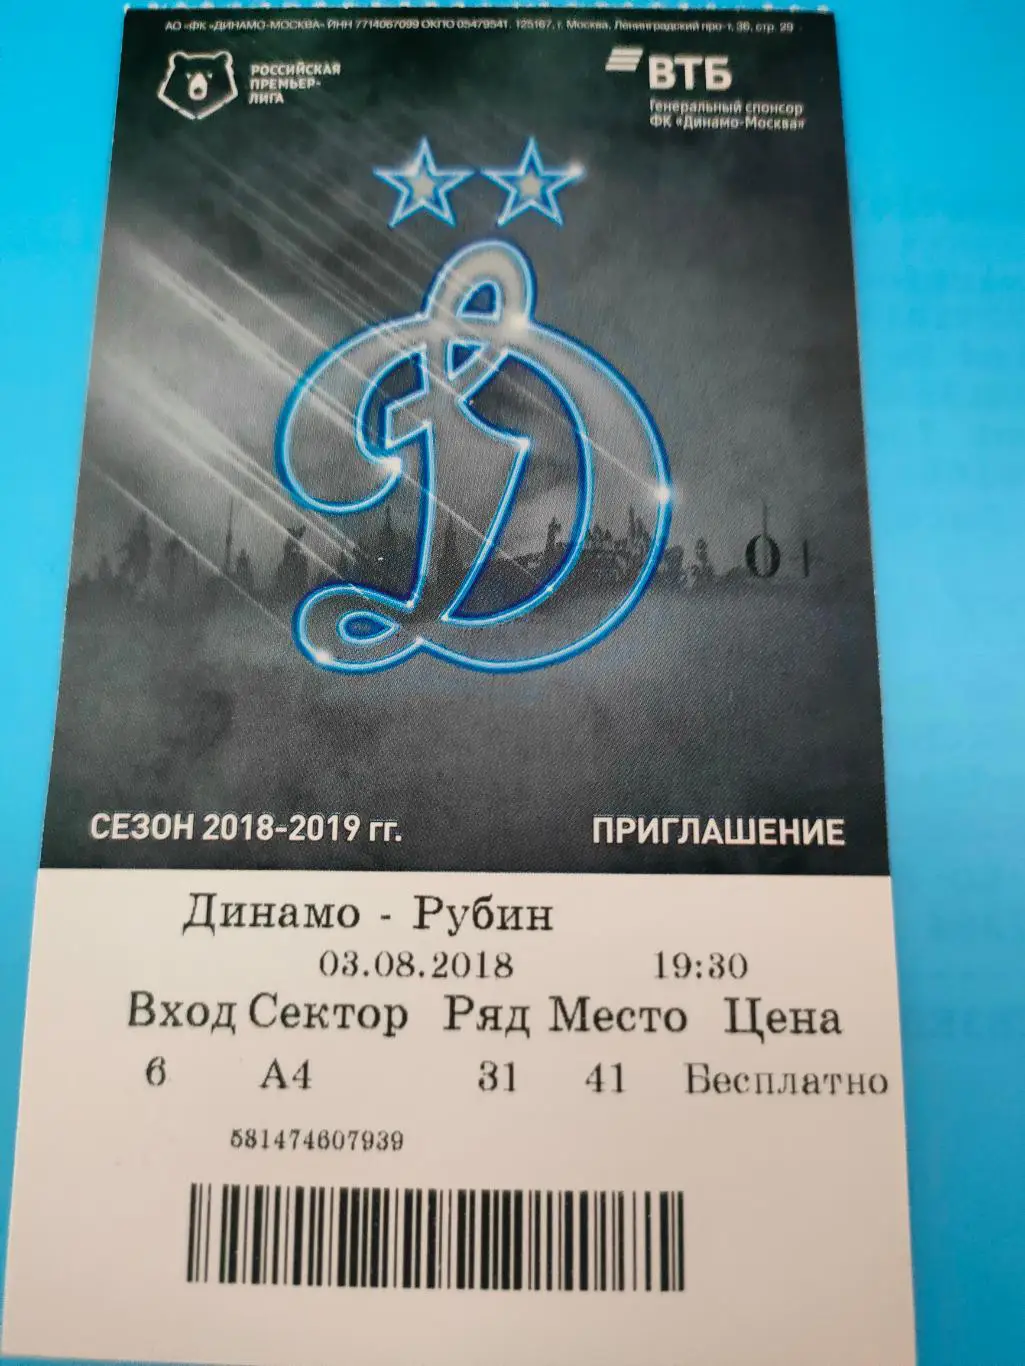 АО «ФК «ДИНАМО-МОСКВА» ИНН 7714067099 ОКПО 05479541. 125167, г. Москва, Ленинградский про-т, 36, стр. 29
РОССИЙСКАЯ
ПРЕМЬЕР-
ЛИГА
ВТБ
Генеральный спонсор
ФК «Динамо-Москва»
0+
СЕЗОН 2018-2019 гг.
ПРИГЛАШЕНИЕ
Динамо - Рубин
03.08.2018 19:30
Вход Сектор Ряд Место Цена
6 А4 31 41 Бесплатно
581474607939